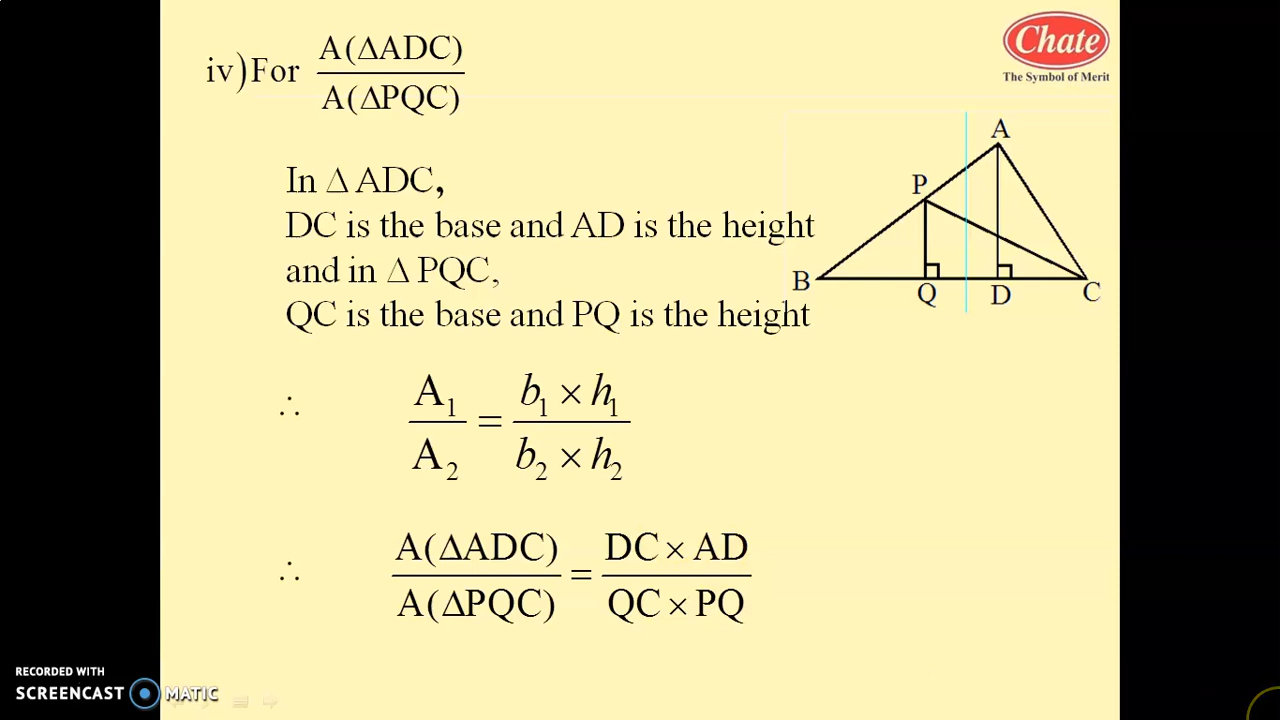 iv) For A(ΔADC) / A(ΔPQC)
Chate
The Symbol of Merit
In Δ ADC,
DC is the base and AD is the height
and in Δ PQC,
QC is the base and PQ is the height
A
P
B
Q
D
C
∴ A₁ / A₂ = b₁ × h₁ / b₂ × h₂
∴ A(ΔADC) / A(ΔPQC) = DC × AD / QC × PQ
RECORDED WITH
SCREENCAST MATIC